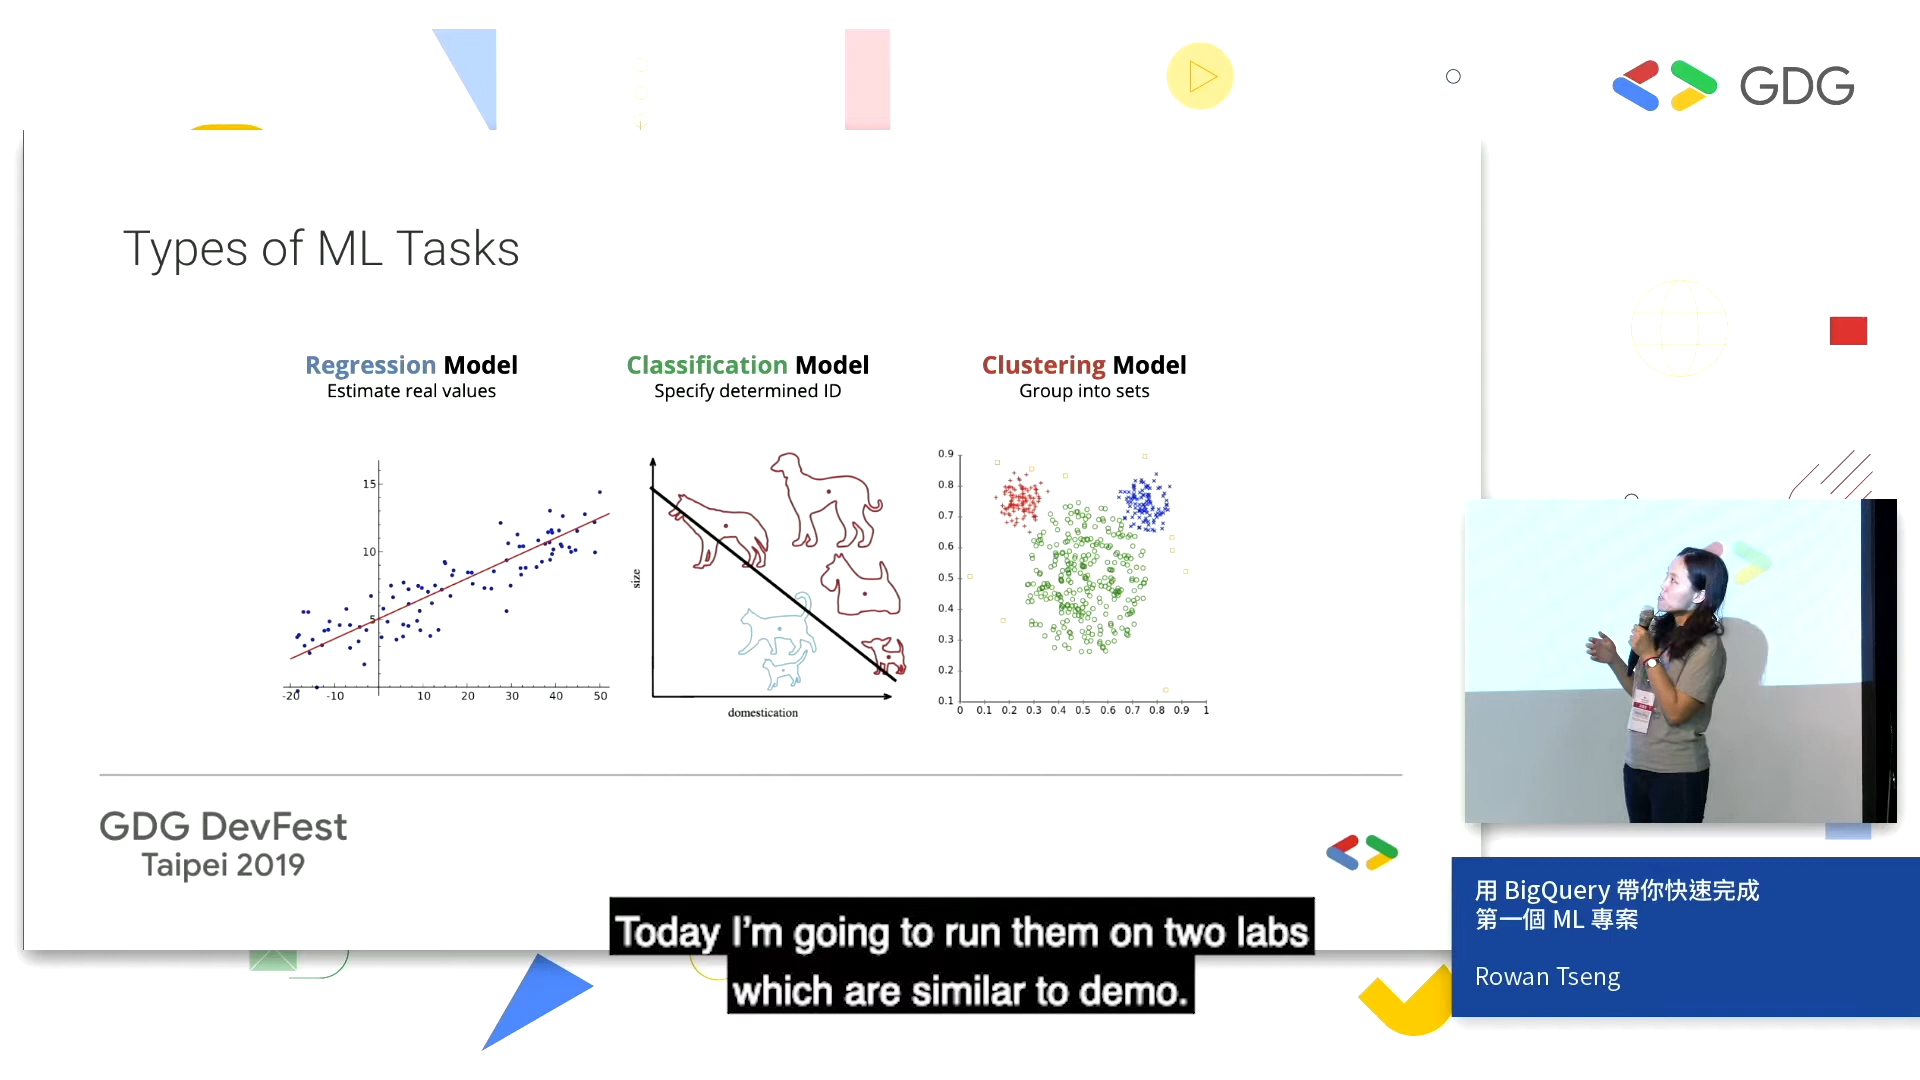 GDG
Types of ML Tasks
Regression Model
Estimate real values
Classification Model
Specify determined ID
Clustering Model
Group into sets
15
10
5
-20 -10 10 20 30 40 50
size
domestication
0.9
0.8
0.7
0.6
0.5
0.4
0.3
0.2
0.1
0 0.1 0.2 0.3 0.4 0.5 0.6 0.7 0.8 0.9 1
GDG DevFest
Taipei 2019
用 BigQuery 帶你快速完成
第一個 ML 專案
Rowan Tseng
Today I'm going to run them on two labs
which are similar to demo.